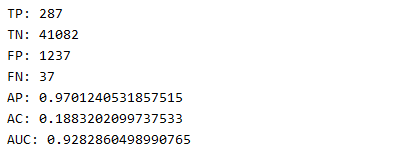 TP: 287
TN: 41082
FP: 1237
FN: 37
AP: 0.9701240531857515
AC: 0.1883202099737533
AUC: 0.9282860498990765